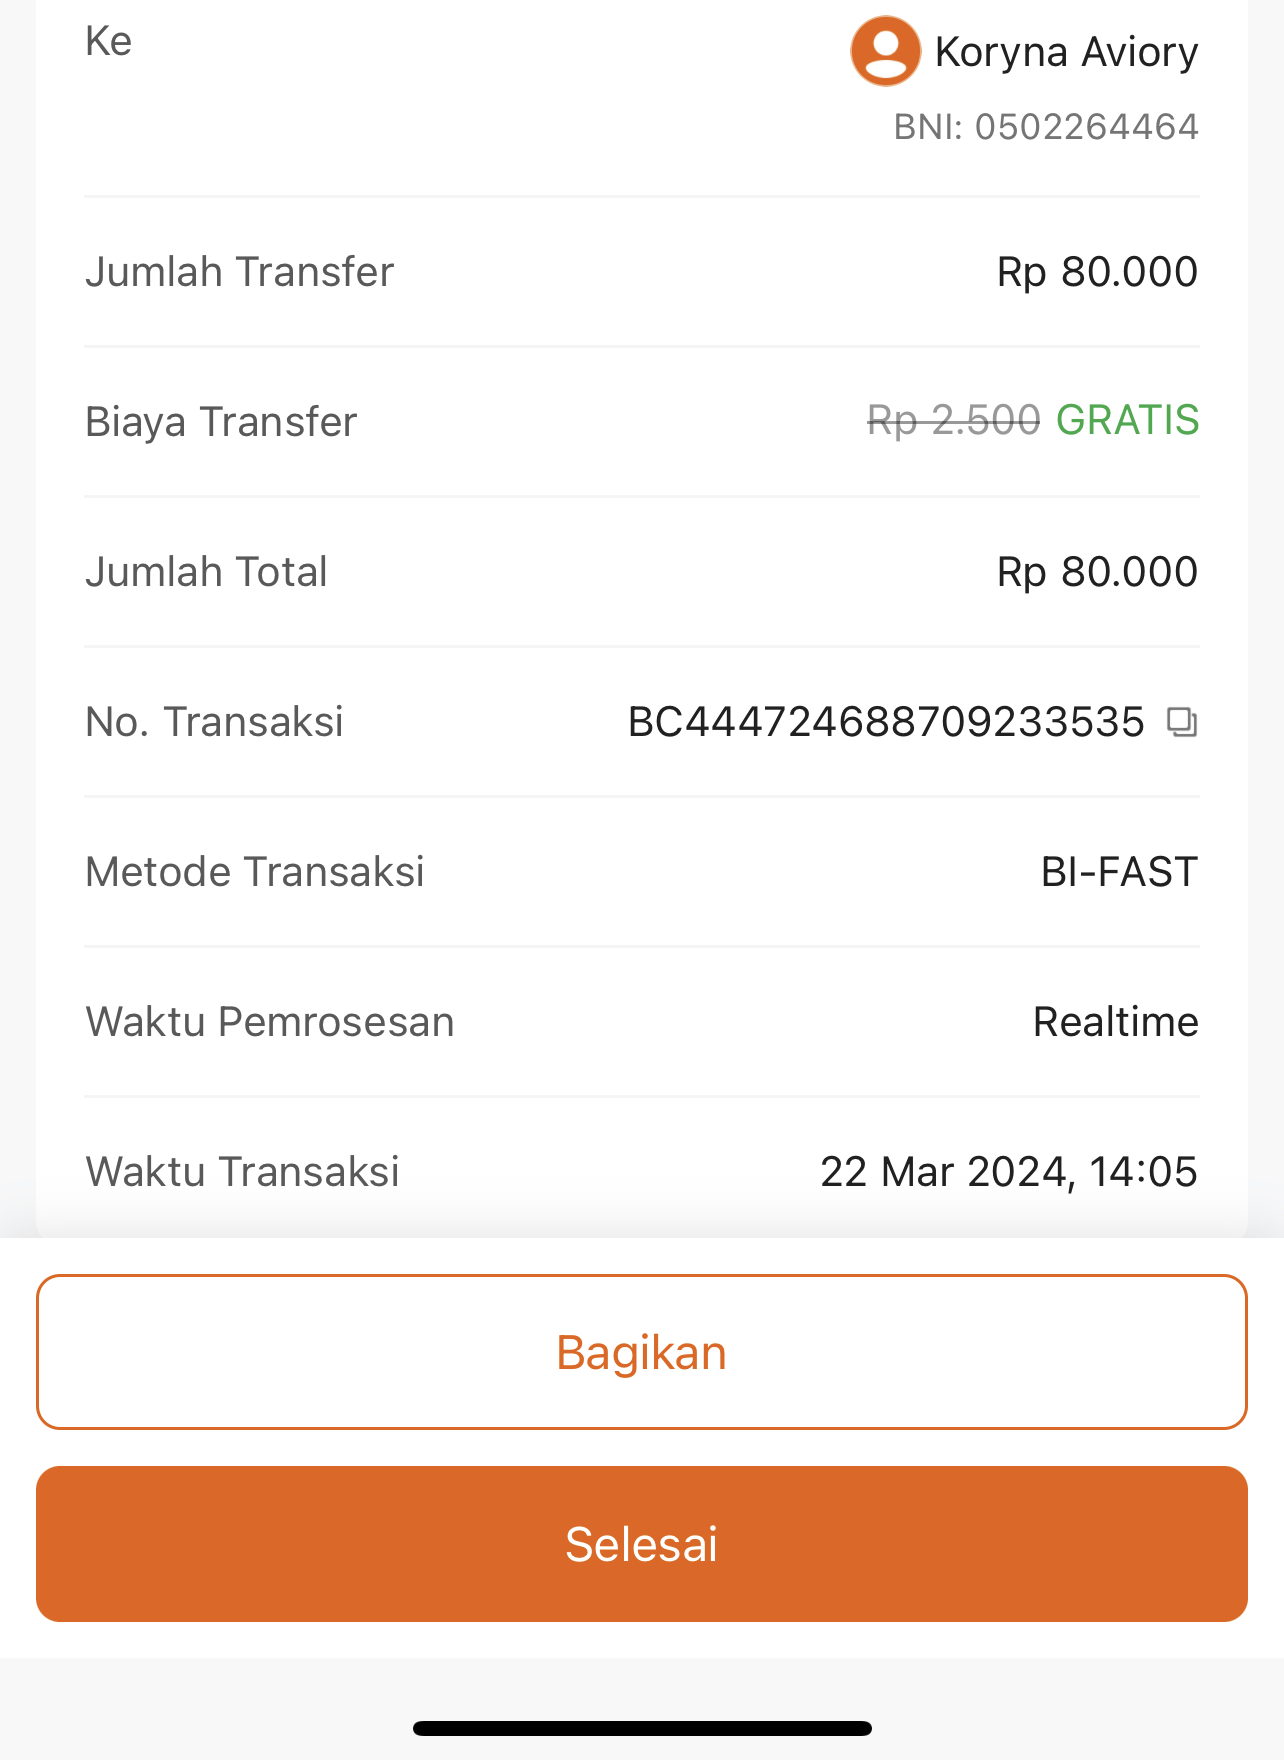 Ke
Koryna Aviory
BNI: 0502264464
Jumlah Transfer Rp 80.000
Biaya Transfer Rp 2.500 GRATIS
Jumlah Total Rp 80.000
No. Transaksi BC444724688709233535
Metode Transaksi BI-FAST
Waktu Pemrosesan Realtime
Waktu Transaksi 22 Mar 2024, 14:05
Bagikan
Selesai